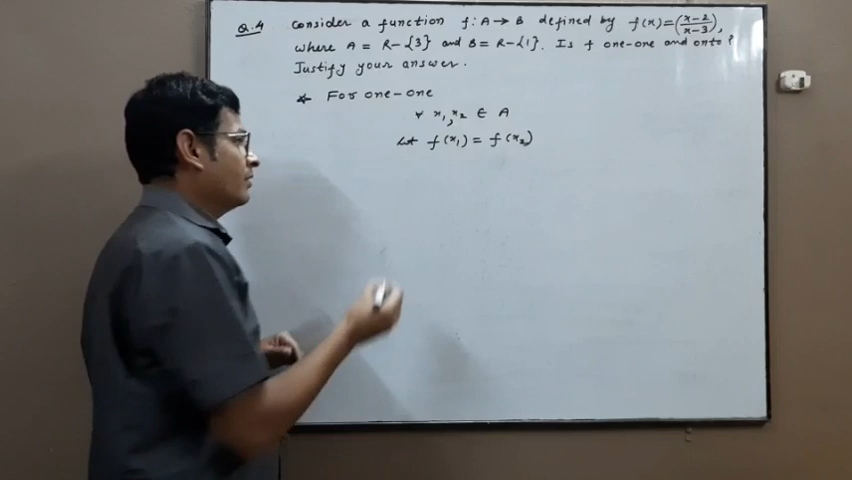 Q.4 Consider a function f: A → B defined by f(x) = (x-2/x-3),
where A = R-{3} and B = R-{1}. Is f one-one and onto?
Justify your answer.
* For one-one
∀ x₁, x₂ ∈ A
Let f(x₁) = f(x₂)